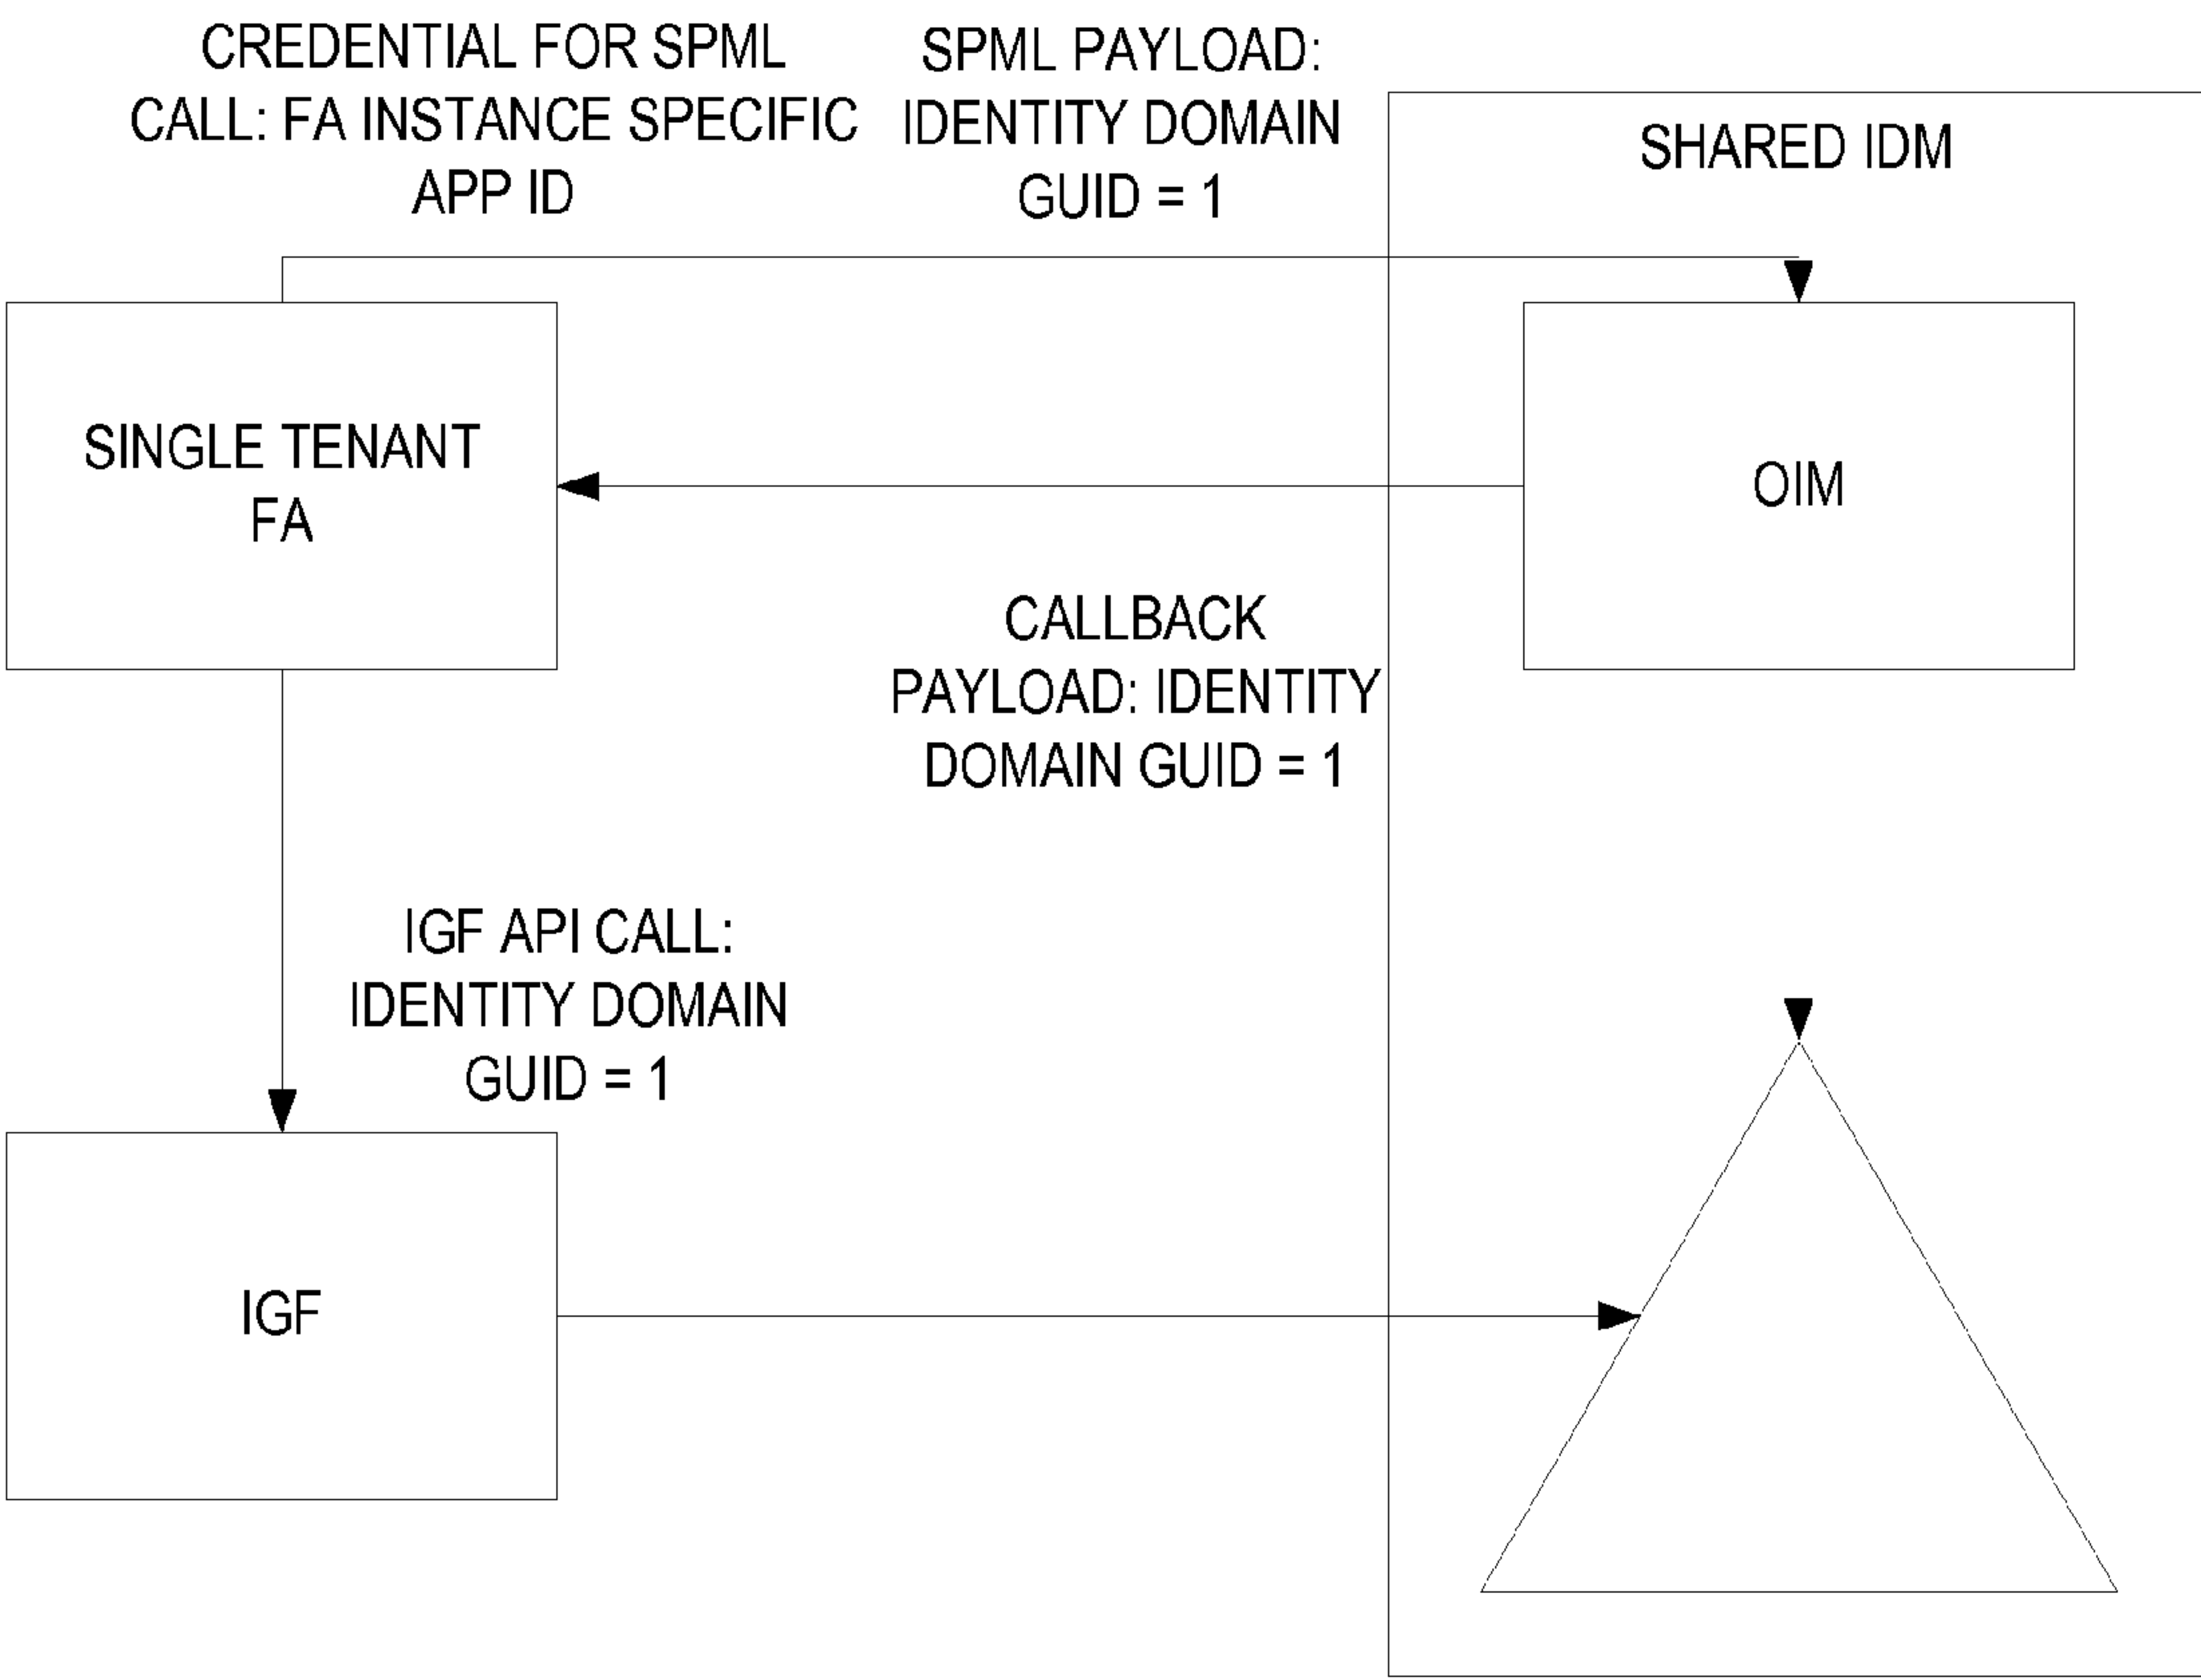 CREDENTIAL FOR SPML
CALL: FA INSTANCE SPECIFIC
APP ID
SPML PAYLOAD:
IDENTITY DOMAIN
GUID = 1
SHARED IDM
SINGLE TENANT
FA
OIM
CALLBACK
PAYLOAD: IDENTITY
DOMAIN GUID = 1
IGF API CALL:
IDENTITY DOMAIN
GUID = 1
IGF